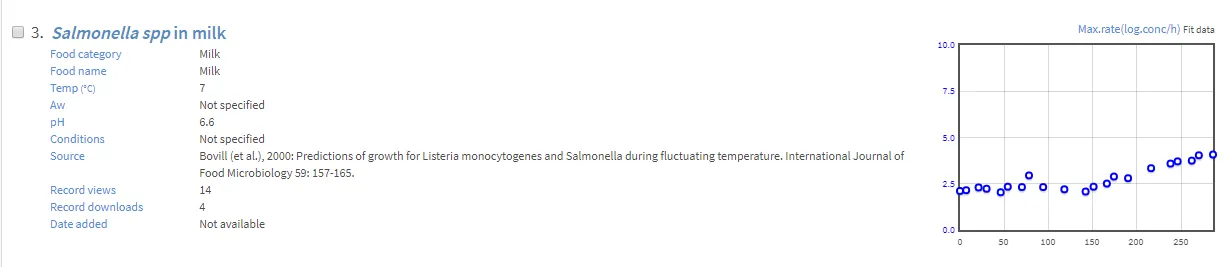 3. Salmonella spp in milk
Food category Milk
Food name Milk
Temp (°C) 7
Aw Not specified
pH 6.6
Conditions Not specified
Source Bovill (et al.), 2000: Predictions of growth for Listeria monocytogenes and Salmonella during fluctuating temperature. International Journal of
Food Microbiology 59: 157-165.
Record views 14
Record downloads 4
Date added Not available
Max.rate(log.conc/h) Fit data
10.0
7.5
5.0
2.5
0.0
0 50 100 150 200 250